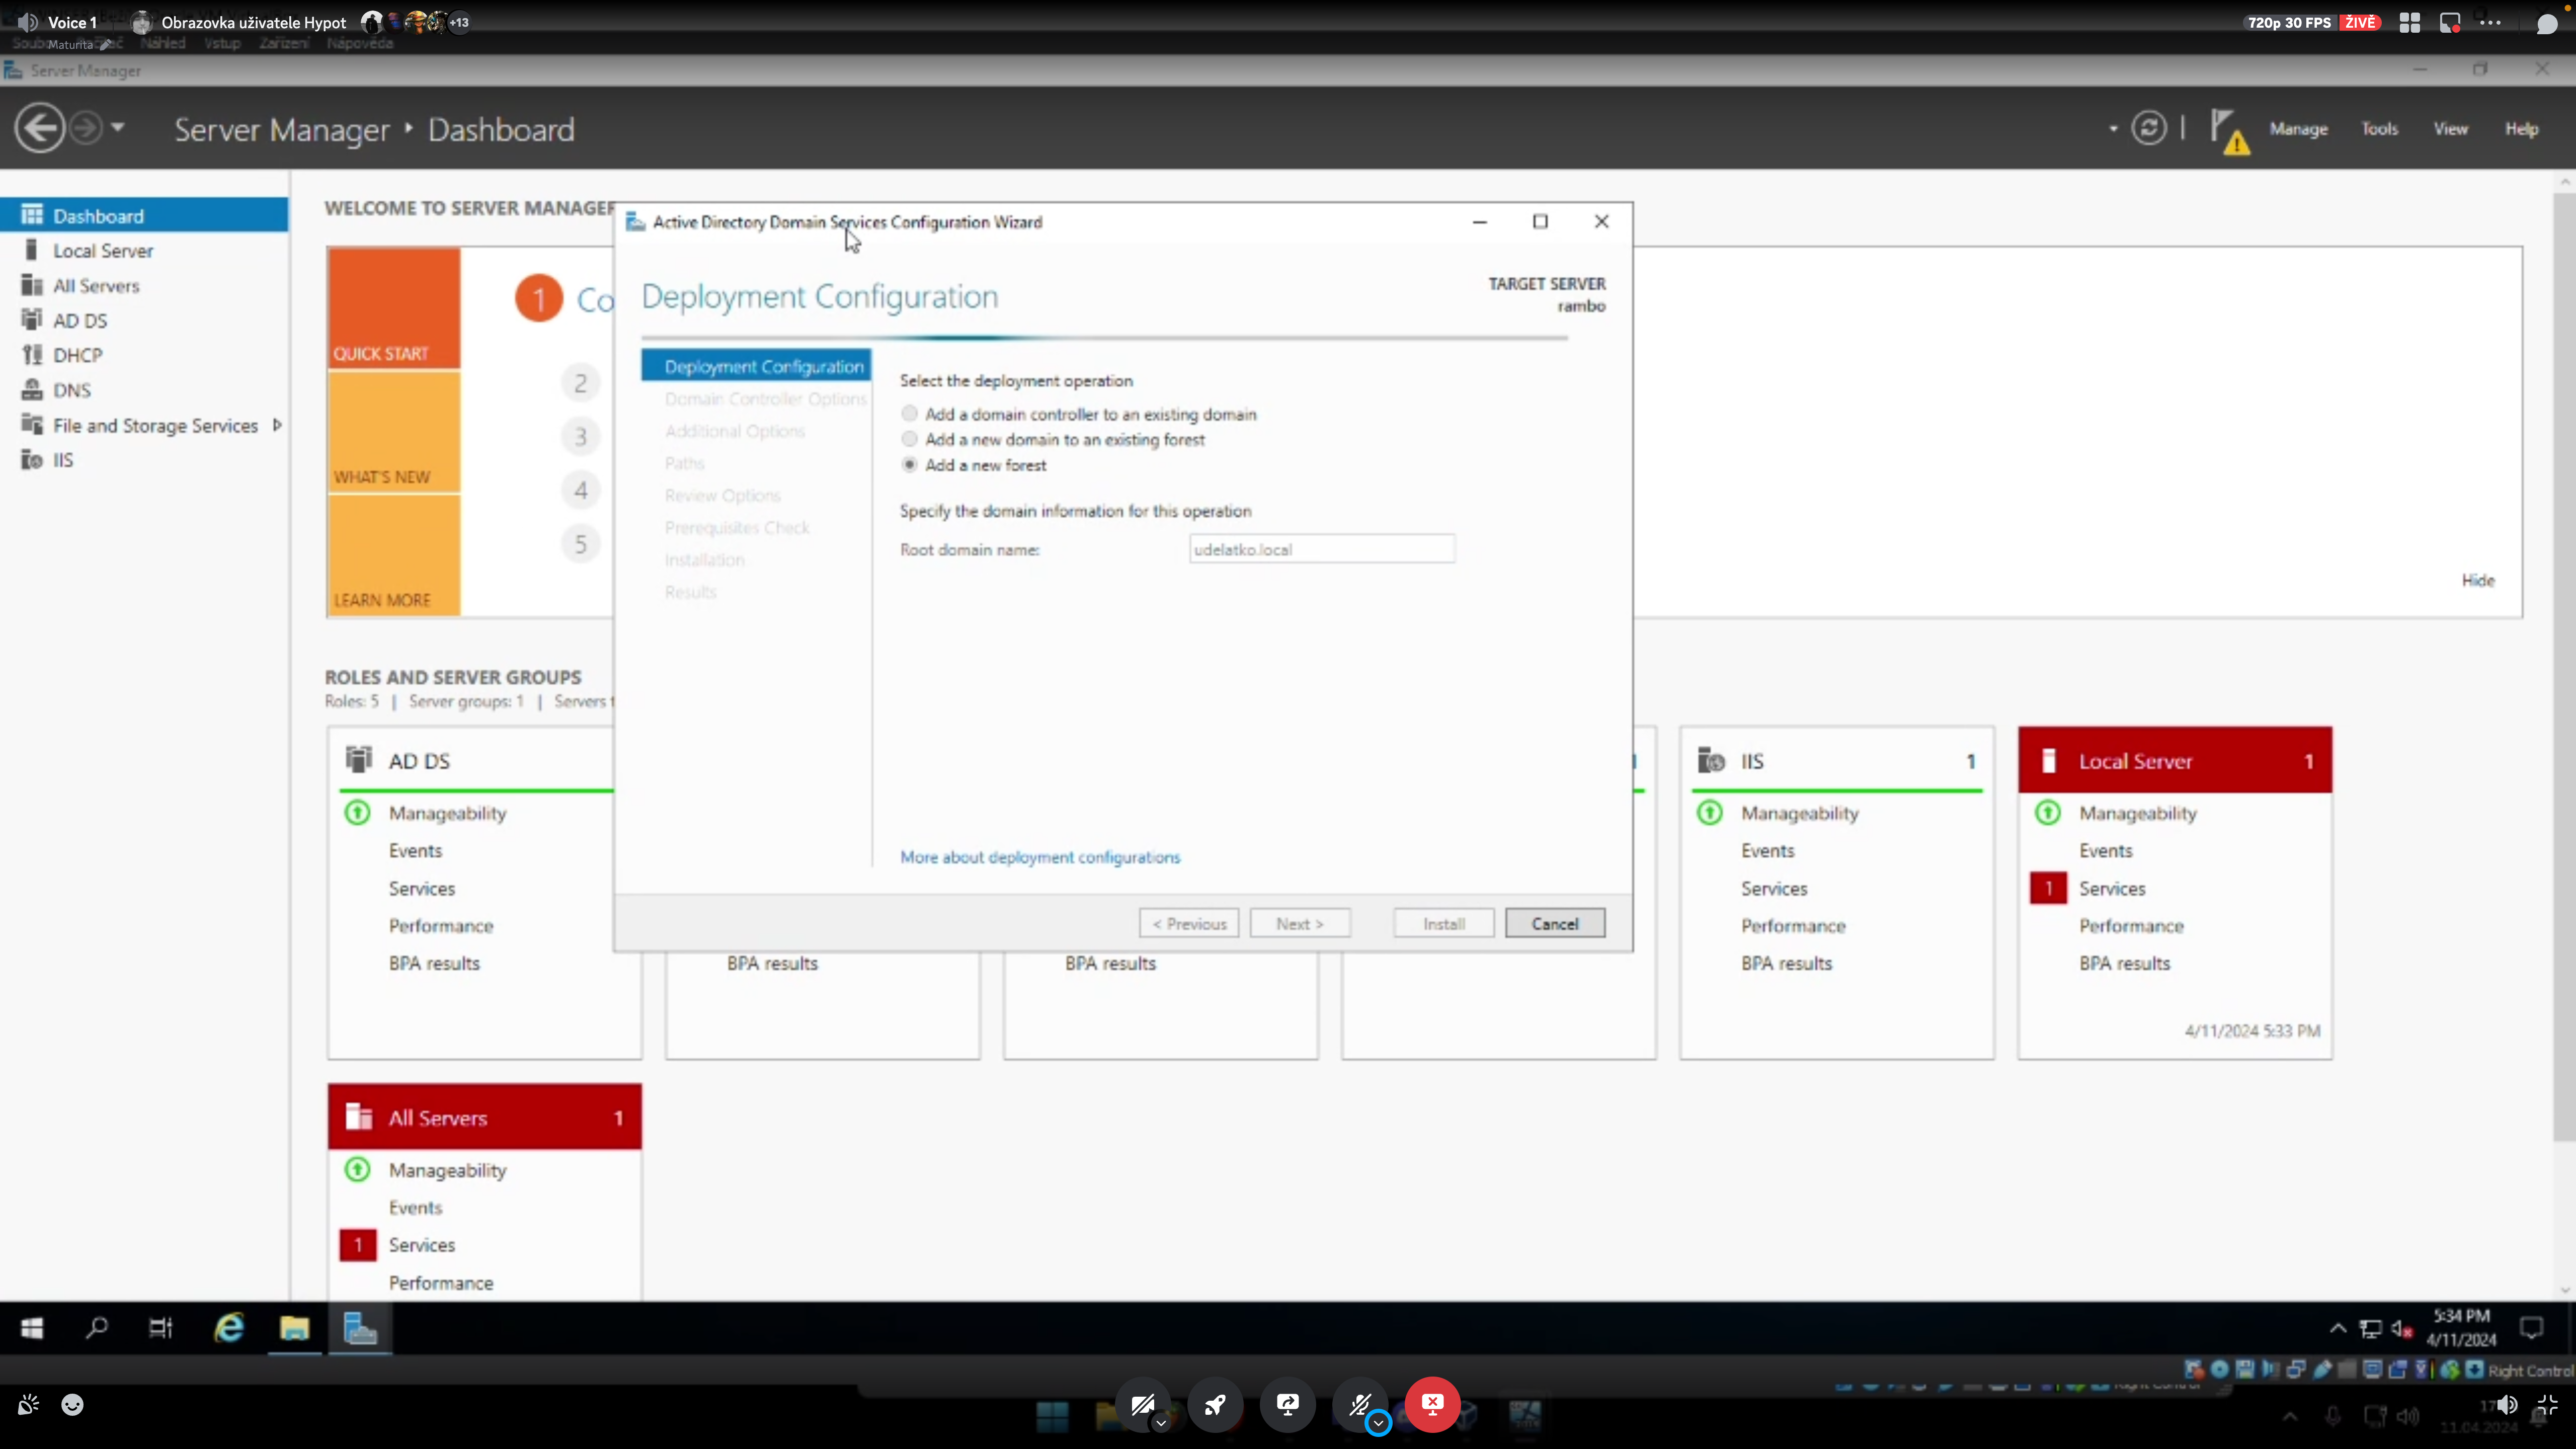 Voice 1
Obrazovka uživatele Hypot
+13
720p 30 FPS
ŽIVĚ
Maturita
Náhled
Vstup
Zařízení
Nápověda
Server Manager
Server Manager
Dashboard
Manage
Tools
View
Help
Dashboard
Local Server
All Servers
AD DS
DHCP
DNS
File and Storage Services
IIS
WELCOME TO SERVER MANAGER
QUICK START
WHAT'S NEW
LEARN MORE
1
Co
2
3
4
5
Hide
Active Directory Domain Services Configuration Wizard
Deployment Configuration
TARGET SERVER
rambo
Deployment Configuration
Domain Controller Options
Additional Options
Paths
Review Options
Prerequisites Check
Installation
Results
Select the deployment operation
Add a domain controller to an existing domain
Add a new domain to an existing forest
Add a new forest
Specify the domain information for this operation
Root domain name:
udelatko.local
More about deployment configurations
< Previous
Next >
Install
Cancel
ROLES AND SERVER GROUPS
Roles: 5 | Server groups: 1 | Servers
AD DS
Manageability
Events
Services
Performance
BPA results
BPA results
BPA results
IIS
1
Manageability
Events
Services
Performance
BPA results
Local Server
1
Manageability
Events
1
Services
Performance
BPA results
4/11/2024 5:33 PM
All Servers
1
Manageability
Events
1
Services
Performance
5:34 PM
4/11/2024
Right Control
11.04.2024